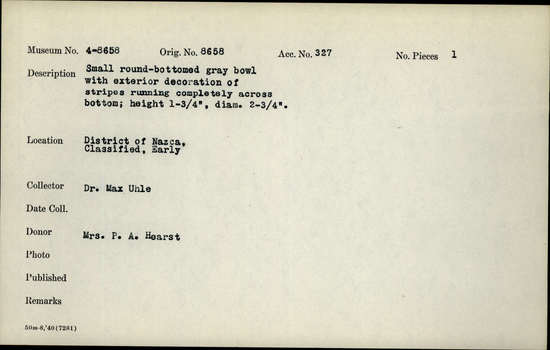 Museum No. 4-8658 Orig. No. 8658 Acc. No. 327 No. Pieces 1
Description Small round-bottomed gray bowl
with exterior decoration of
stripes running completely across
bottom; height 1-3/4", diam. 2-3/4".
Location District of Nazca,
Classified, Early
Collector Dr. Max Uhle
Date Coll.
Donor Mrs. P. A. Hearst
Photo
Published
Remarks
50m-8,'40(7281)